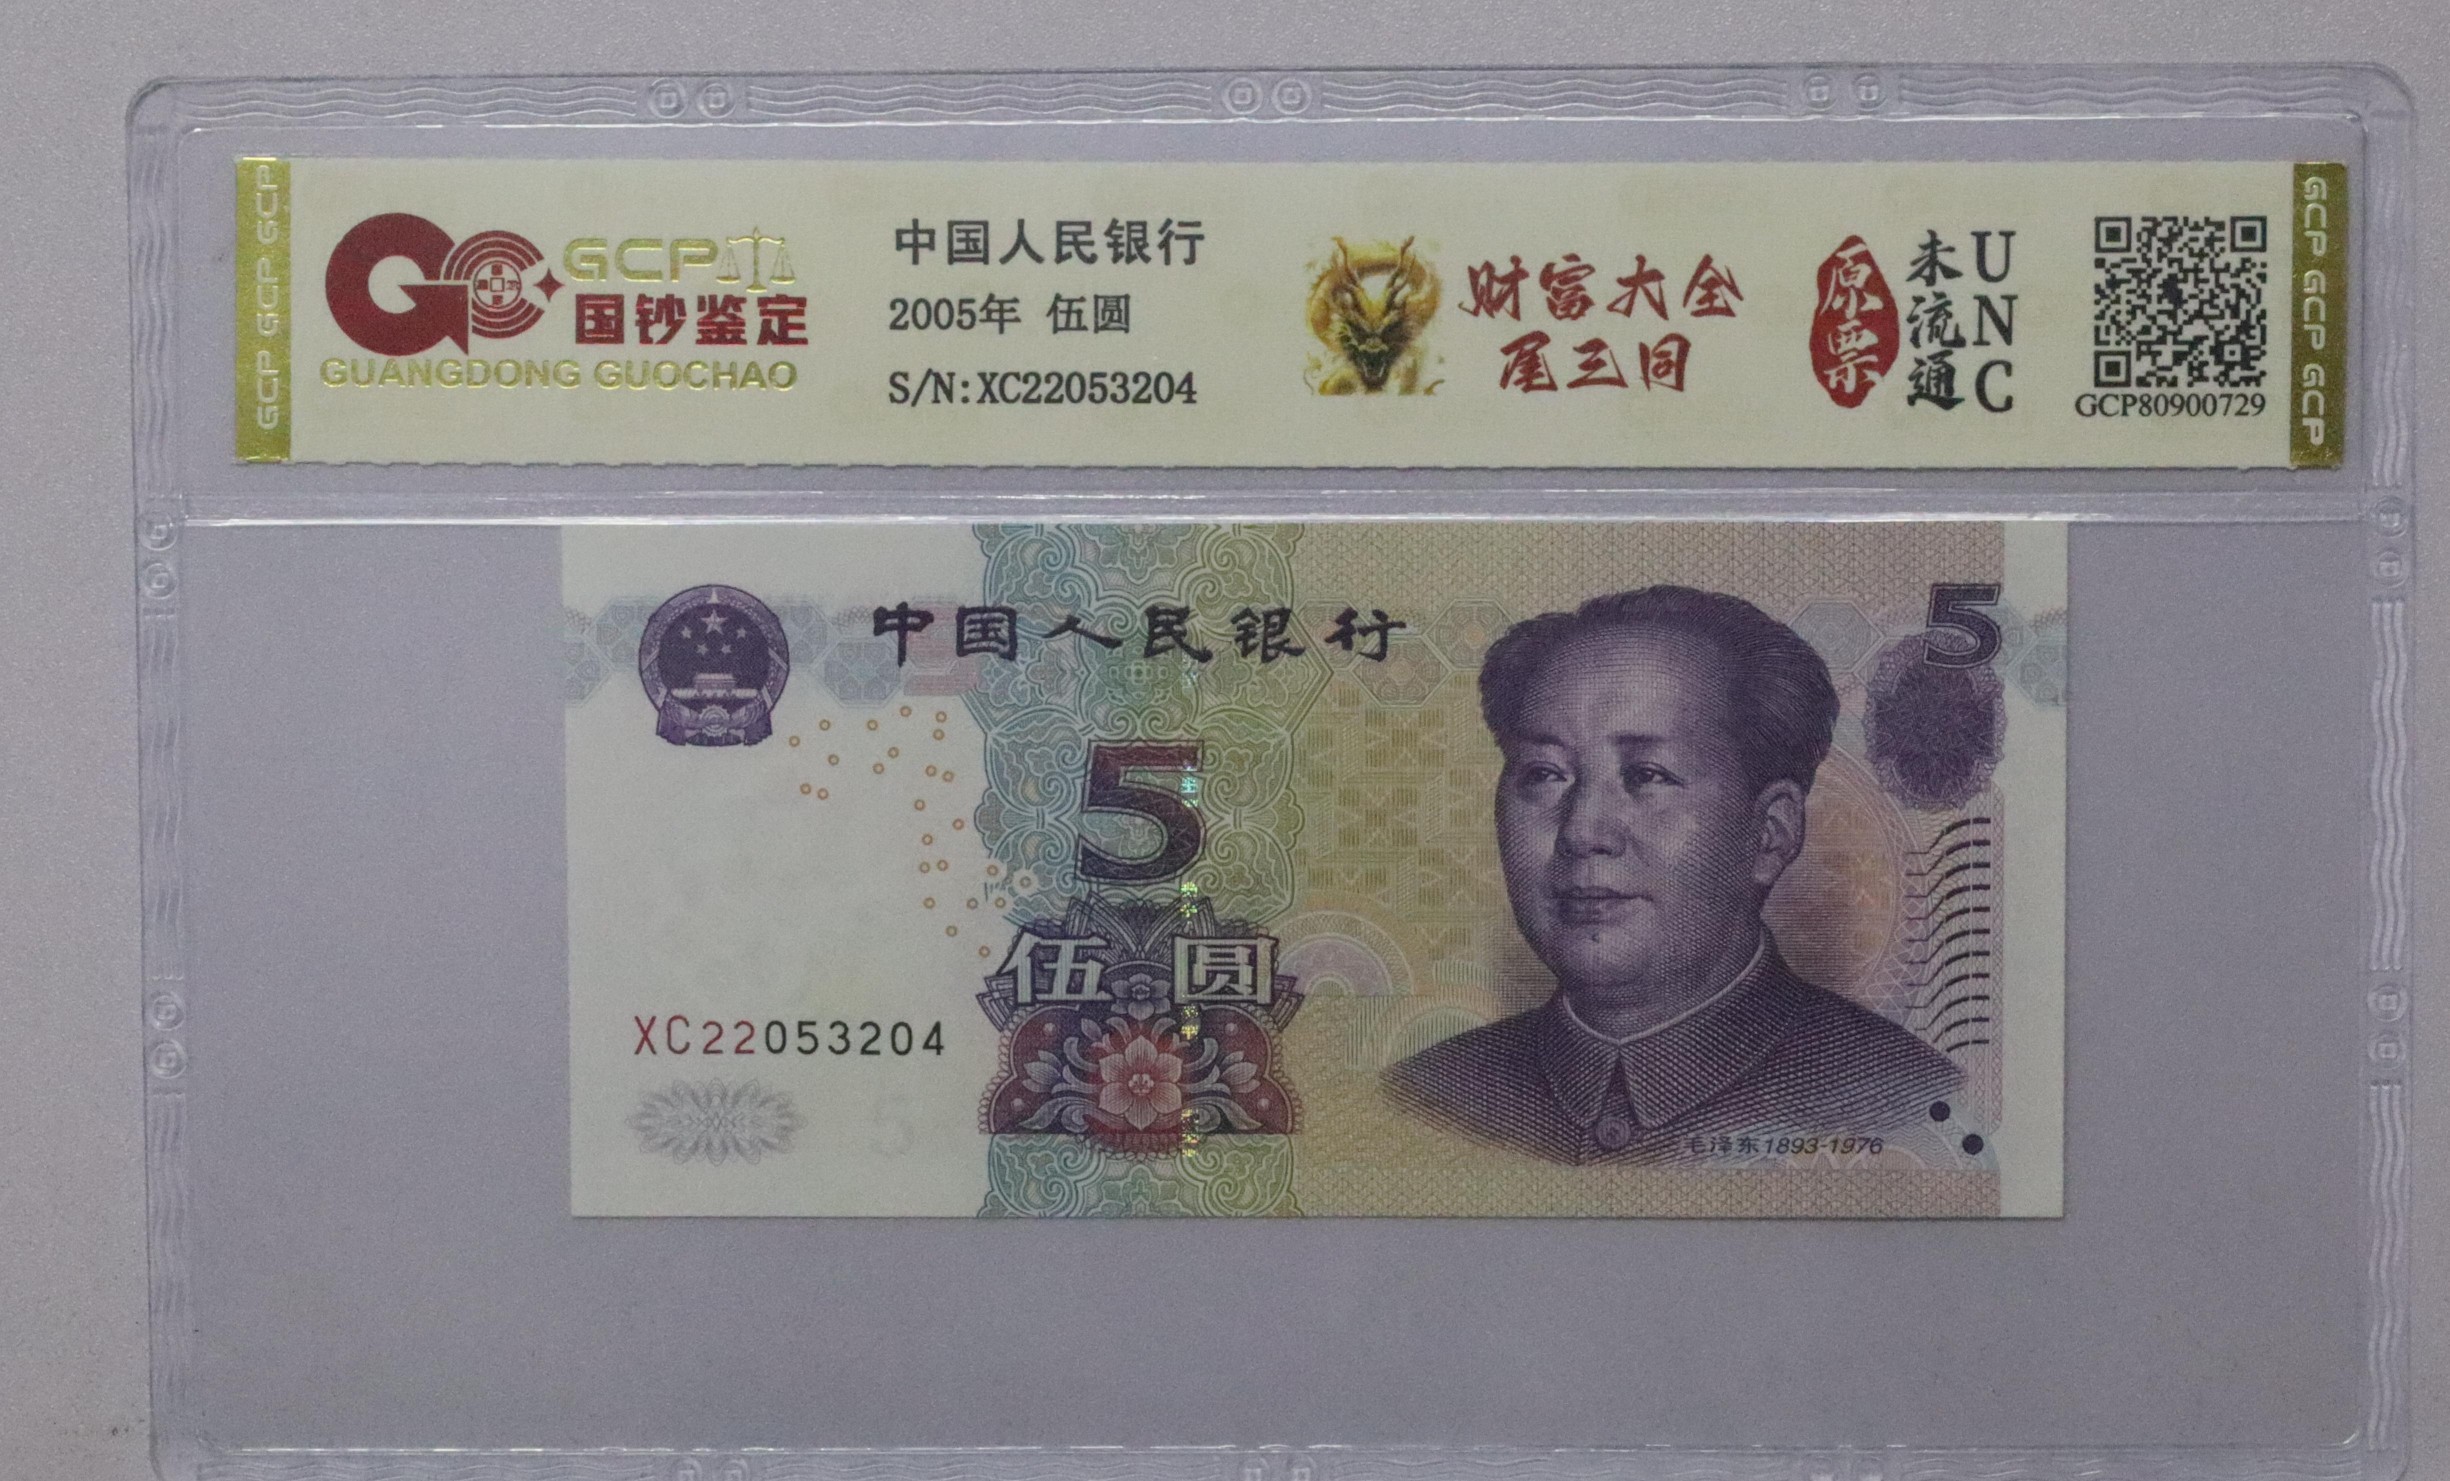 GCP GCP GCP
GCP
国钞鉴定
GUANGDONG GUOCHAO
中国人民银行
2005年 伍圆
S/N:XC22053204
财富大全
尾三同
原票
未流通
UNC
GCP80900729
GCP GCP GCP
中国人民银行
5
5
伍圆
XC22053204
5
毛泽东1893-1976